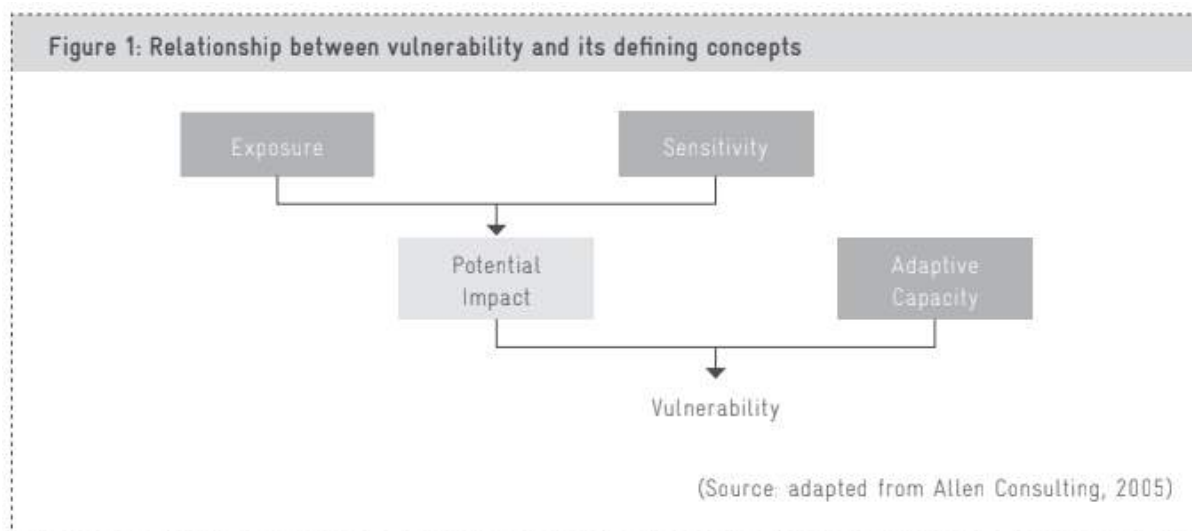 Figure 1: Relationship between vulnerability and its defining concepts
Exposure
Sensitivity
Potential
Impact
Adaptive
Capacity
Vulnerability
(Source: adapted from Allen Consulting, 2005)